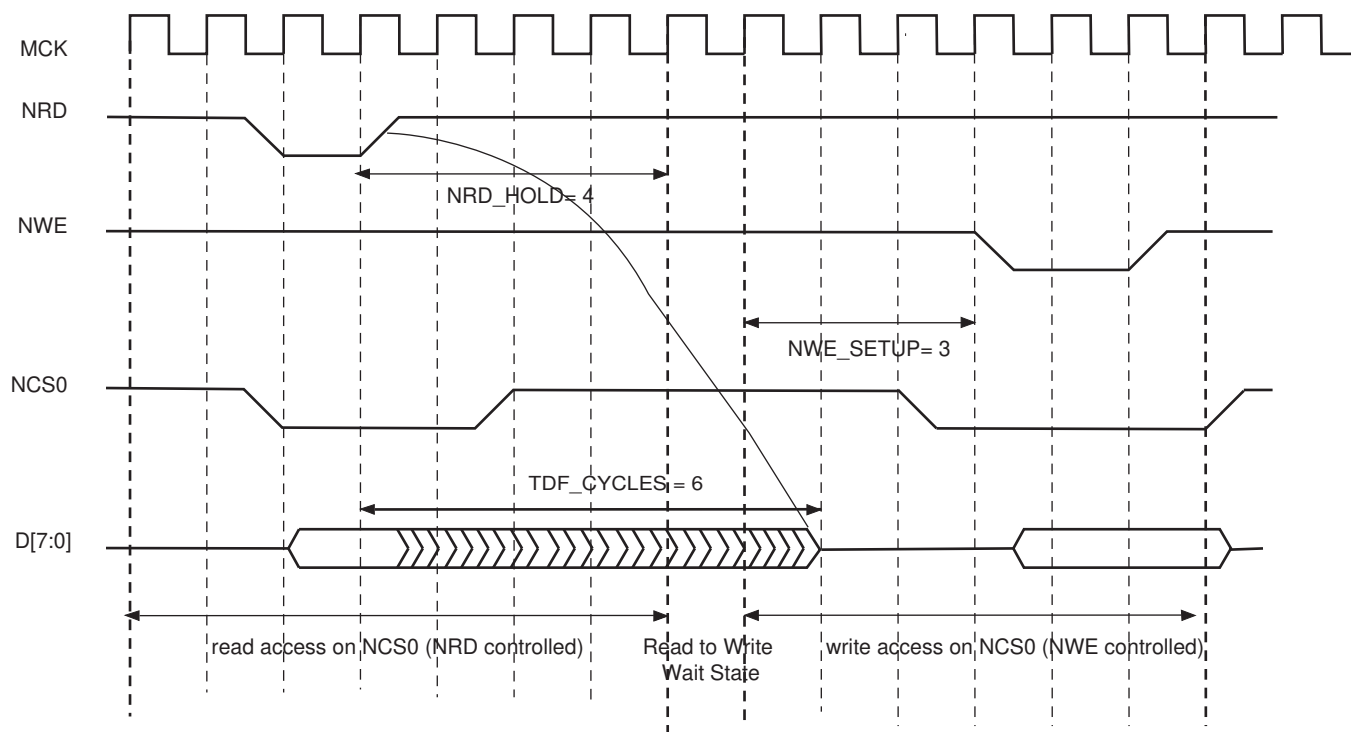 MCK
NRD
NRD_HOLD= 4
NWE
NWE_SETUP= 3
NCS0
TDF_CYCLES = 6
D[7:0]
read access on NCS0 (NRD controlled)
Read to Write
Wait State
write access on NCS0 (NWE controlled)